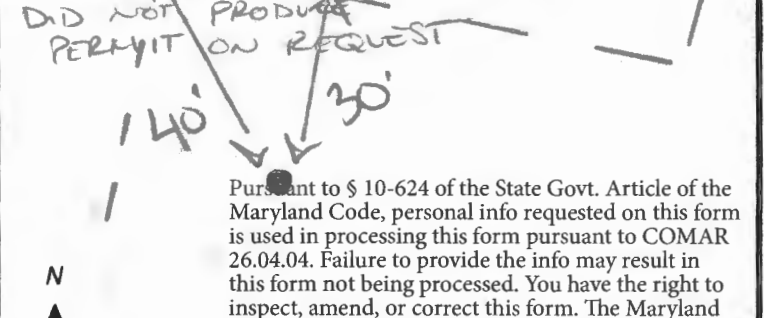 DID NOT PRODUCE
PERMIT ON REQUEST
40'
30'
Pursuant to § 10-624 of the State Govt. Article of the
Maryland Code, personal info requested on this form
is used in processing this form pursuant to COMAR
26.04.04. Failure to provide the info may result in
this form not being processed. You have the right to
N
inspect, amend, or correct this form. The Maryland